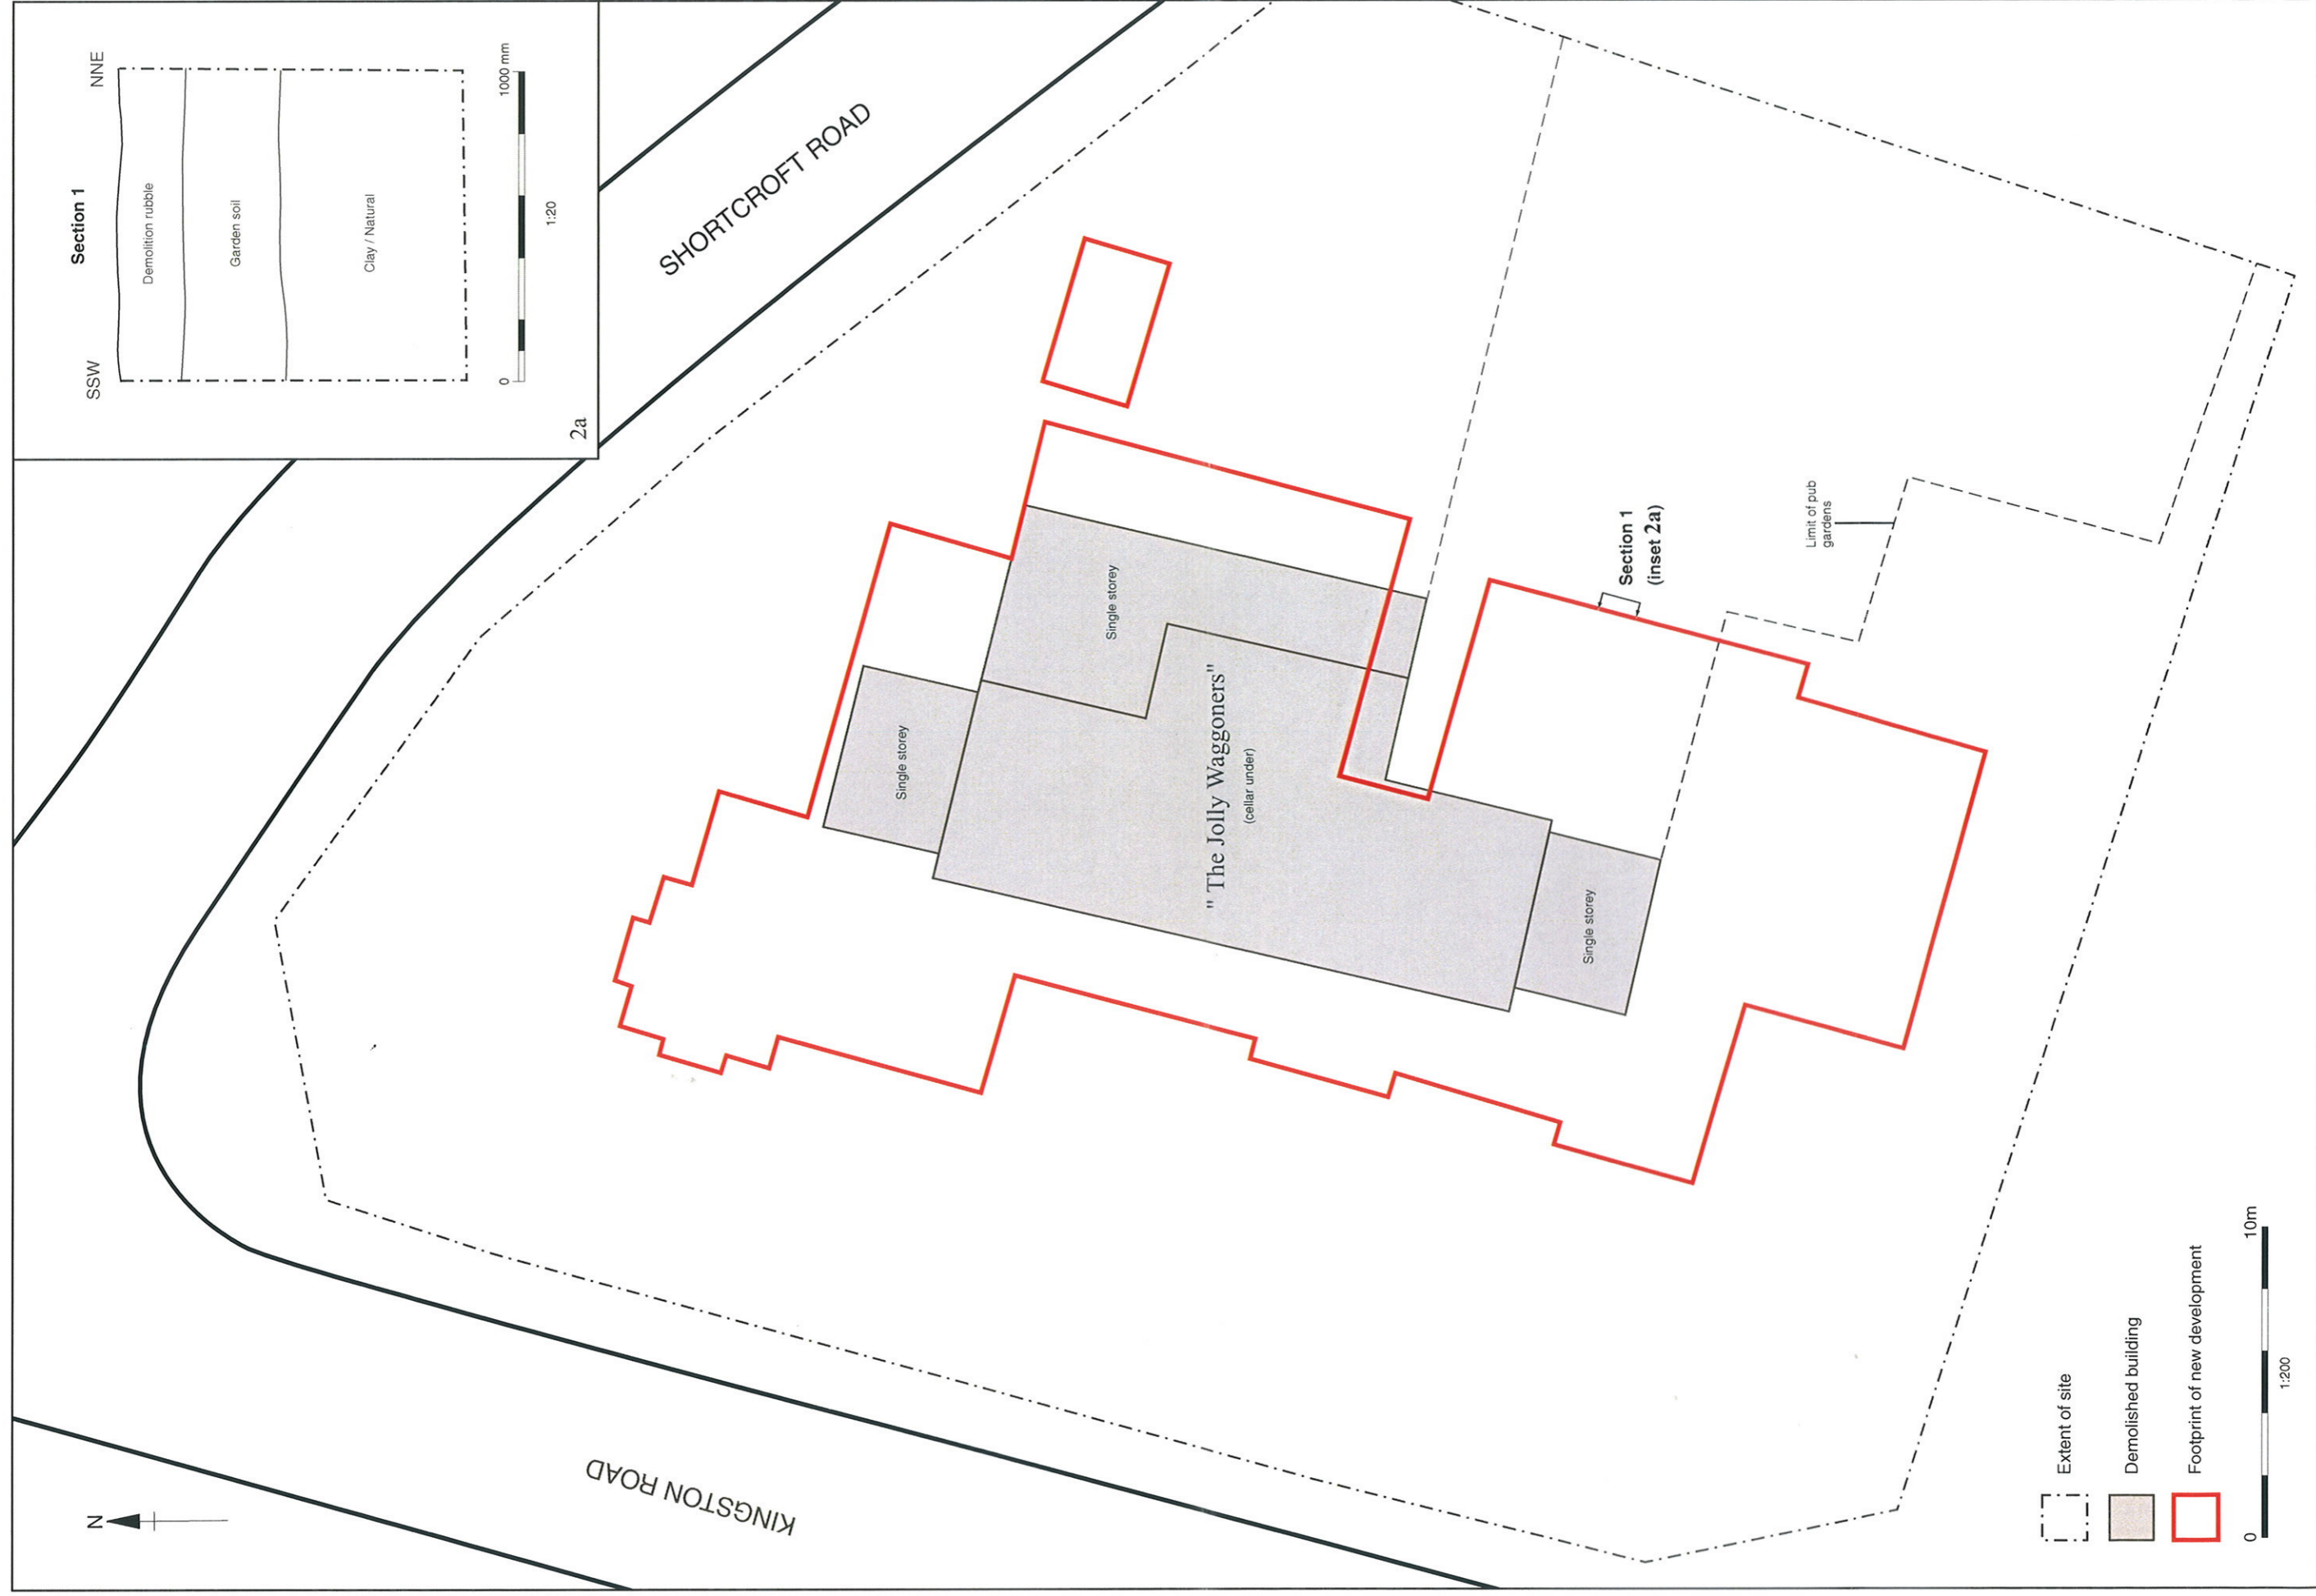 N
KINGSTON ROAD
SHORTCROFT ROAD
Section 1
SSW
NNE
Demolition rubble
Garden soil
Clay / Natural
0
1000 mm
1:20
2a
Single storey
Single storey
" The Jolly Waggoners"
(cellar under)
Single storey
Section 1
(inset 2a)
Limit of pub
gardens
Extent of site
Demolished building
Footprint of new development
0
10m
1:200